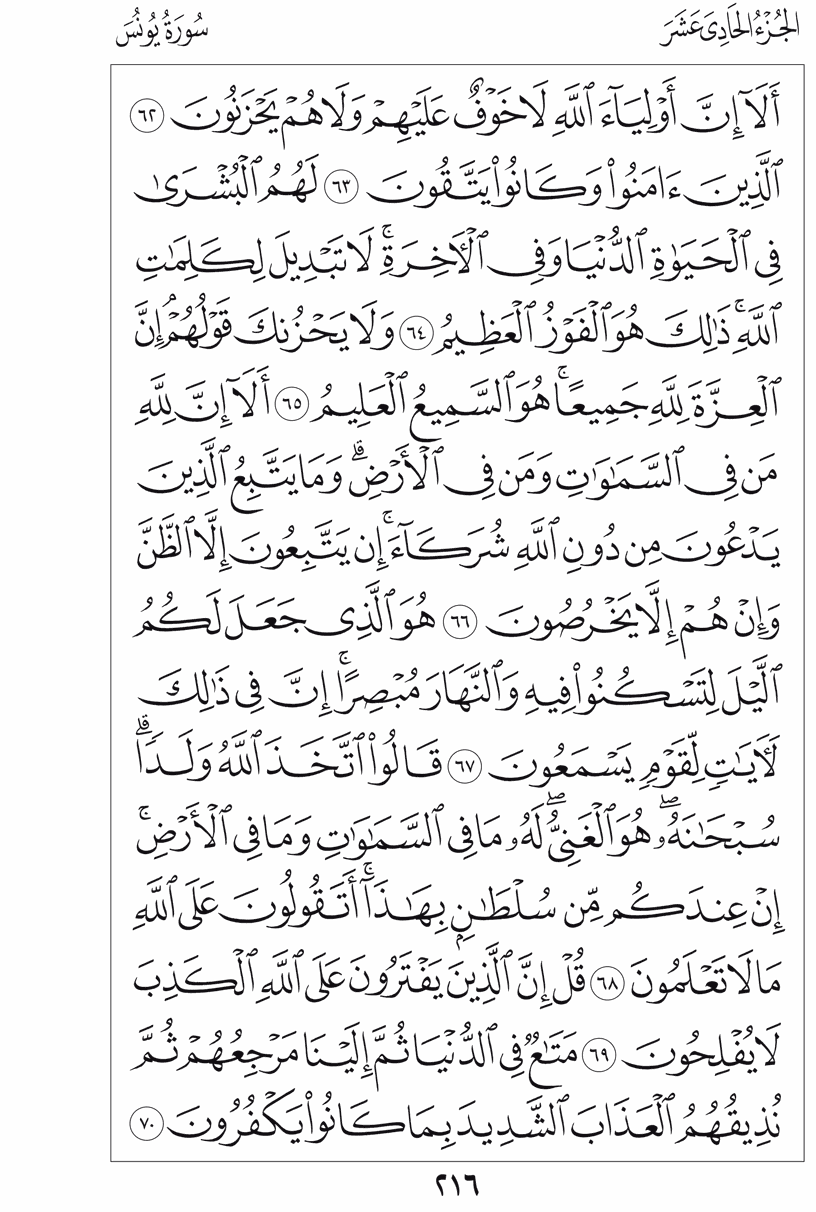 الجُزْءُ الحَادِي عَشَرَ
سُورَةُ يُونُسَ
أَلَآ إِنَّ أَوْلِيَآءَ ٱللَّهِ لَا خَوْفٌ عَلَيْهِمْ وَلَا هُمْ يَحْزَنُونَ ٦٢
ٱلَّذِينَ ءَامَنُوا۟ وَكَانُوا۟ يَتَّقُونَ ٦٣ لَهُمُ ٱلْبُشْرَىٰ
فِى ٱلْحَيَوٰةِ ٱلدُّنْيَا وَفِى ٱلْأَخِرَةِ ۚ لَا تَبْدِيلَ لِكَلِمَـٰتِ
ٱللَّهِ ۚ ذَٰلِكَ هُوَ ٱلْفَوْزُ ٱلْعَظِيمُ ٦٤ وَلَا يَحْزُنكَ قَوْلُهُمْ ۘ إِنَّ
ٱلْعِزَّةَ لِلَّهِ جَمِيعًا ۚ هُوَ ٱلسَّمِيعُ ٱلْعَلِيمُ ٦٥ أَلَآ إِنَّ لِلَّهِ
مَن فِى ٱلسَّمَـٰوَٰتِ وَمَن فِى ٱلْأَرْضِ ۗ وَمَا يَتَّبِعُ ٱلَّذِينَ
يَدْعُونَ مِن دُونِ ٱللَّهِ شُرَكَآءَ ۚ إِن يَتَّبِعُونَ إِلَّا ٱلظَّنَّ
وَإِنْ هُمْ إِلَّا يَخْرُصُونَ ٦٦ هُوَ ٱلَّذِى جَعَلَ لَكُمُ
ٱلَّيْلَ لِتَسْكُنُوا۟ فِيهِ وَٱلنَّهَارَ مُبْصِرًا ۚ إِنَّ فِى ذَٰلِكَ
لَـَٔايَـٰتٍ لِّقَوْمٍ يَسْمَعُونَ ٦٧ قَالُوا۟ ٱتَّخَذَ ٱللَّهُ وَلَدًا ۗ
سُبْحَـٰنَهُۥ ۖ هُوَ ٱلْغَنِىُّ ۖ لَهُۥ مَا فِى ٱلسَّمَـٰوَٰتِ وَمَا فِى ٱلْأَرْضِ ۚ
إِنْ عِندَكُم مِّن سُلْطَـٰنٍۭ بِهَـٰذَآ ۚ أَتَقُولُونَ عَلَى ٱللَّهِ
مَا لَا تَعْلَمُونَ ٦٨ قُلْ إِنَّ ٱلَّذِينَ يَفْتَرُونَ عَلَى ٱللَّهِ ٱلْكَذِبَ
لَا يُفْلِحُونَ ٦٩ مَتَـٰعٌ فِى ٱلدُّنْيَا ثُمَّ إِلَيْنَا مَرْجِعُهُمْ ثُمَّ
نُذِيقُهُمُ ٱلْعَذَابَ ٱلشَّدِيدَ بِمَا كَانُوا۟ يَكْفُرُونَ ٧٠
٢١٦